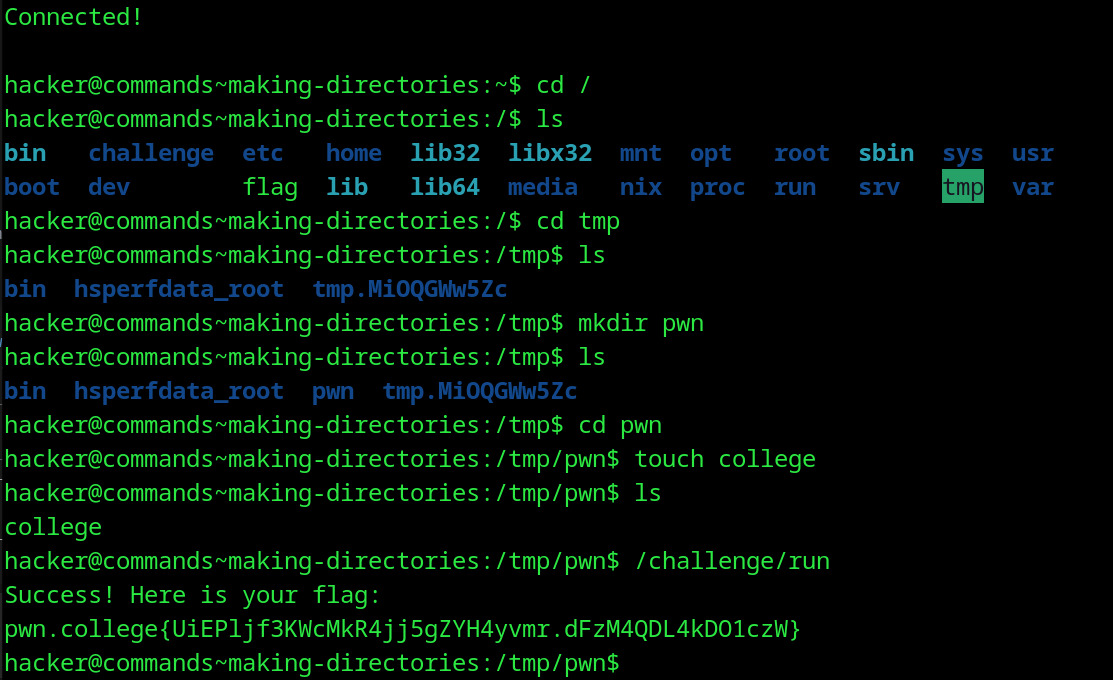 Connected!
hacker@commands~making-directories:~$ cd /
hacker@commands~making-directories:/$ ls
bin   challenge  etc   home  lib32  libx32  mnt  opt   root  sbin  sys  usr
boot  dev        flag  lib   lib64  media   nix  proc  run   srv   tmp  var
hacker@commands~making-directories:/$ cd tmp
hacker@commands~making-directories:/tmp$ ls
bin  hsperfdata_root  tmp.MiOQGWw5Zc
hacker@commands~making-directories:/tmp$ mkdir pwn
hacker@commands~making-directories:/tmp$ ls
bin  hsperfdata_root  pwn  tmp.MiOQGWw5Zc
hacker@commands~making-directories:/tmp$ cd pwn
hacker@commands~making-directories:/tmp/pwn$ touch college
hacker@commands~making-directories:/tmp/pwn$ ls
college
hacker@commands~making-directories:/tmp/pwn$ /challenge/run
Success! Here is your flag:
pwn.college{UiEPljf3KWcMkR4jj5gZYH4yvmr.dFzM4QDL4kDO1czW}
hacker@commands~making-directories:/tmp/pwn$